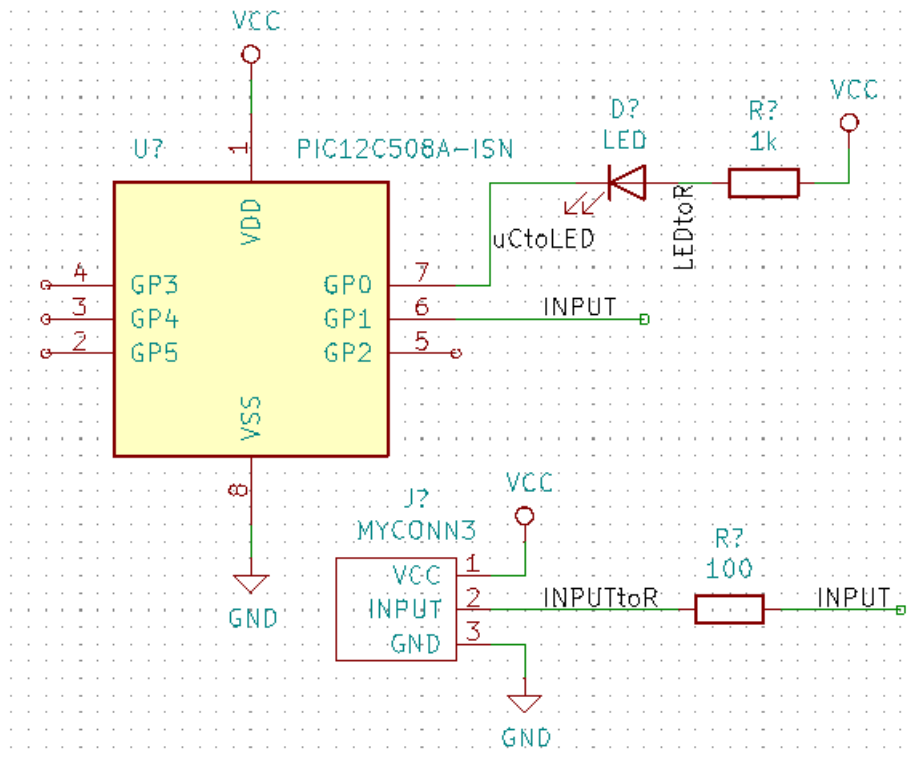 VCC
U?
PIC12C508A-ISN
1
VDD
D?
LED
R?
1k
VCC
uCtoLED
LEDtoR
4 GP3
3 GP4
2 GP5
GP0 7
GP1 6
GP2 5
INPUT
VSS
8
GND
J?
MYCONN3
VCC
VCC 1
INPUT 2
GND 3
INPUTtoR
R?
100
INPUT
GND